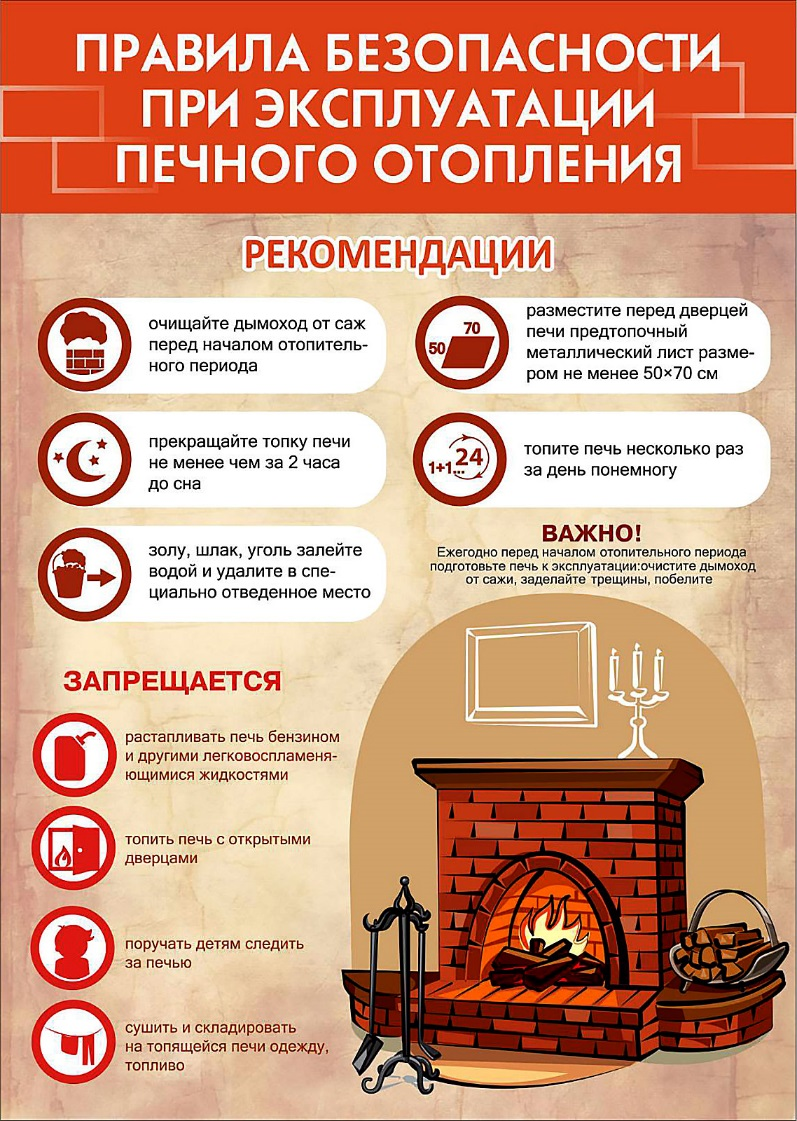 ПРАВИЛА БЕЗОПАСНОСТИ
ПРИ ЭКСПЛУАТАЦИИ
ПЕЧНОГО ОТОПЛЕНИЯ
РЕКОМЕНДАЦИИ
очищайте дымоход от саж
перед началом отопитель-
ного периода
70
50
разместите перед дверцей
печи предтопочный
металлический лист разме-
ром не менее 50×70 см
прекращайте топку печи
не менее чем за 2 часа
до сна
1+1...24
топите печь несколько раз
за день понемногу
золу, шлак, уголь залейте
водой и удалите в спе-
циально отведенное место
ВАЖНО!
Ежегодно перед началом отопительного периода
подготовьте печь к эксплуатации:очистите дымоход
от сажи, заделайте трещины, побелите
ЗАПРЕЩАЕТСЯ
растапливать печь бензином
и другими легковоспламеня-
ющимися жидкостями
топить печь с открытыми
дверцами
поручать детям следить
за печью
сушить и складировать
на топящейся печи одежду,
топливо